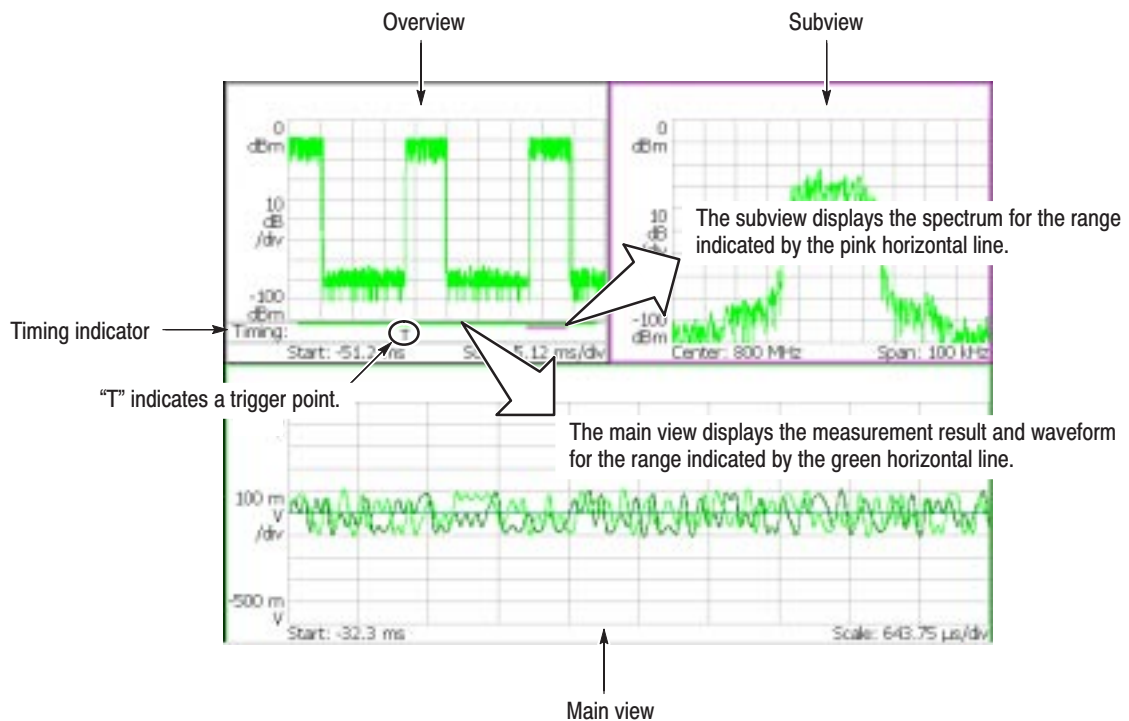 Overview
Subview
0
dBm
10
dB
/div
-100
dBm
Timing:
T
Start: -51.2 ms
5.12 ms/div
0
dBm
10
dB
-100
dBm
Center: 800 MHz
Span: 100 kHz
The subview displays the spectrum for the range
indicated by the pink horizontal line.
Timing indicator
“T” indicates a trigger point.
The main view displays the measurement result and waveform
for the range indicated by the green horizontal line.
100 m
V
/div
-500 m
V
Start: -32.3 ms
Scale: 643.75 µs/div
Main view